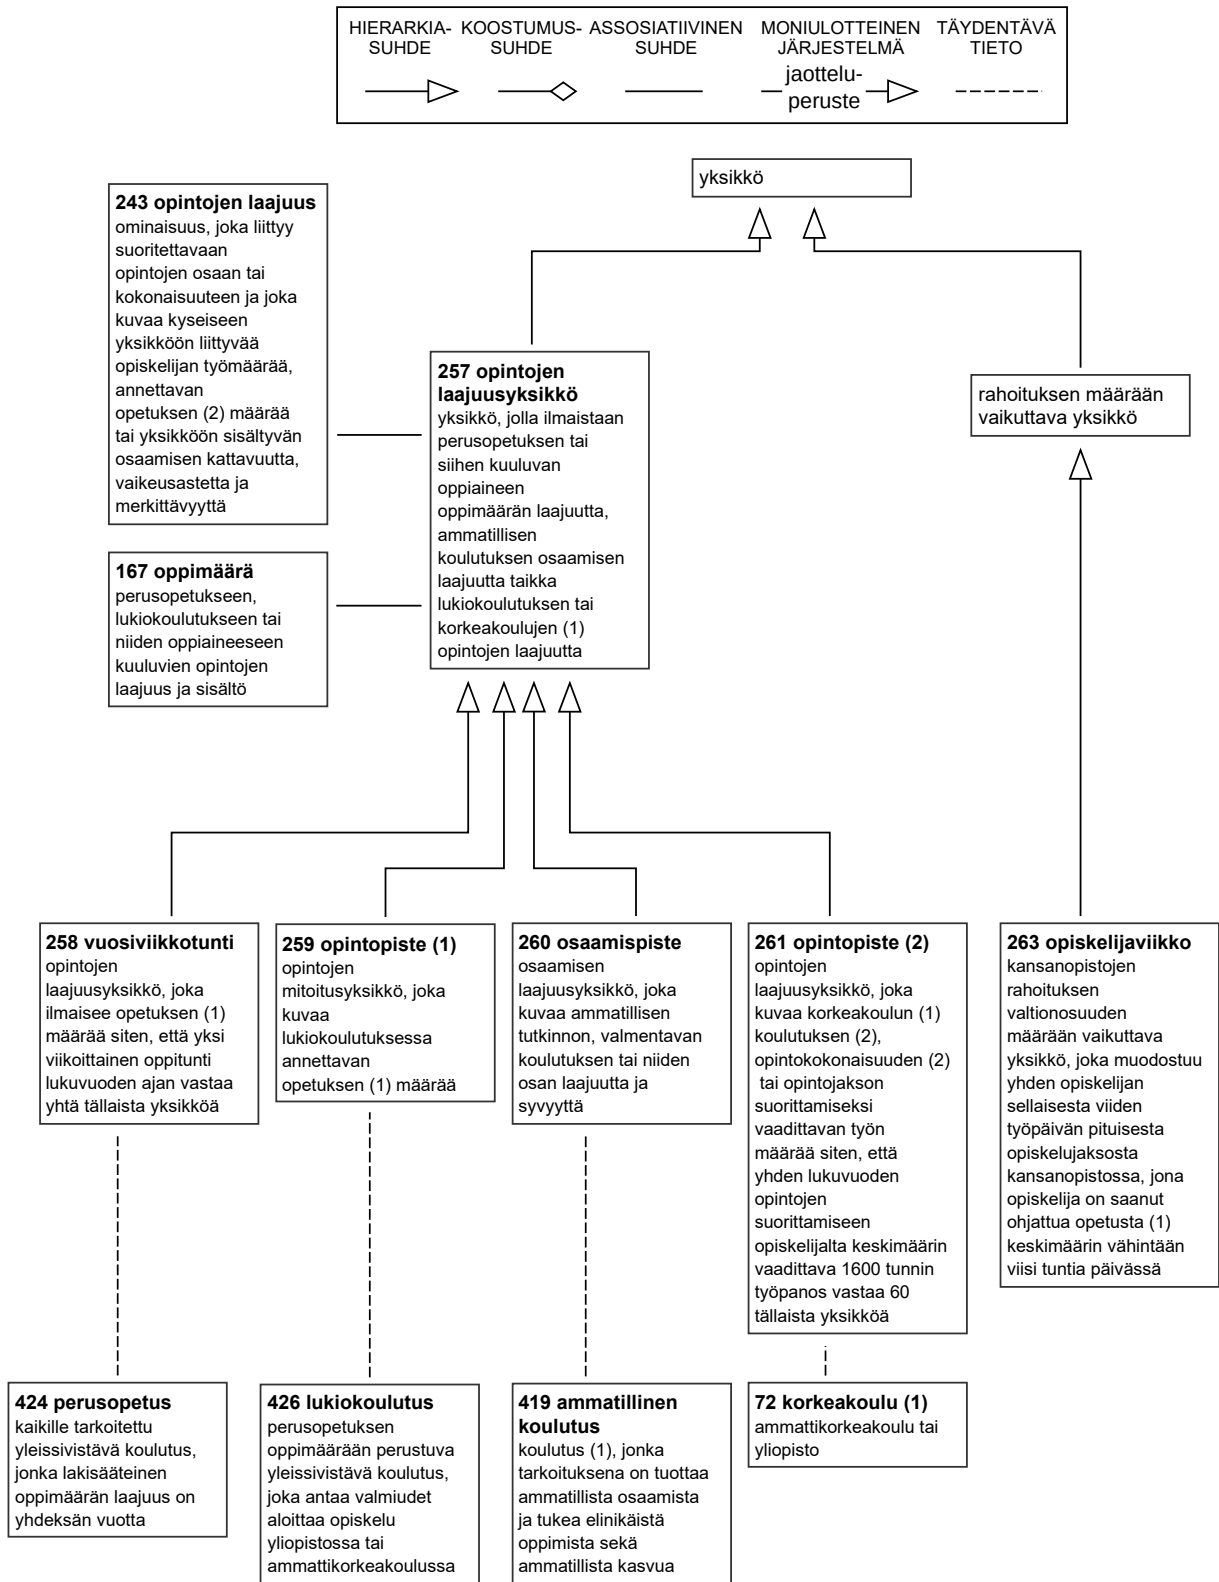 HIERARKIA-
SUHDE
KOOSTUMUS-
SUHDE
ASSOSIATIIVINEN
SUHDE
MONIULOTTEINEN
JÄRJESTELMÄ
TÄYDENTÄVÄ
TIETO
jaottelu-
peruste
yksikkö
243 opintojen laajuus
ominaisuus, joka liittyy
suoritettavaan
opintojen osaan tai
kokonaisuuteen ja joka
kuvaa kyseiseen
yksikköön liittyvää
opiskelijan työmäärää,
annettavan
opetuksen (2) määrää
tai yksikköön sisältyvän
osaamisen kattavuutta,
vaikeusastetta ja
merkittävyyttä
257 opintojen
laajuusyksikkö
yksikkö, jolla ilmaistaan
perusopetuksen tai
siihen kuuluvan
oppiaineen
oppimäärän laajuutta,
ammatillisen
koulutuksen osaamisen
laajuutta taikka
lukiokoulutuksen tai
korkeakoulujen (1)
opintojen laajuutta
rahoituksen määrään
vaikuttava yksikkö
167 oppimäärä
perusopetukseen,
lukiokoulutukseen tai
niiden oppiaineeseen
kuuluvien opintojen
laajuus ja sisältö
258 vuosiviikkotunti
opintojen
laajuusyksikkö, joka
ilmaisee opetuksen (1)
määrää siten, että yksi
viikoittainen oppitunti
lukuvuoden ajan vastaa
yhtä tällaista yksikköä
259 opintopiste (1)
opintojen
mitoitusyksikkö, joka
kuvaa
lukiokoulutuksessa
annettavan
opetuksen (1) määrää
260 osaamispiste
osaamisen
laajuusyksikkö, joka
kuvaa ammatillisen
tutkinnon, valmentavan
koulutuksen tai niiden
osan laajuutta ja
syvyyttä
261 opintopiste (2)
opintojen
laajuusyksikkö, joka
kuvaa korkeakoulun (1)
koulutuksen (2),
opintokokonaisuuden (2)
tai opintojakson
suorittamiseksi
vaadittavan työn
määrää siten, että
yhden lukuvuoden
opintojen
suorittamiseen
opiskelijalta keskimäärin
vaadittava 1600 tunnin
työpanos vastaa 60
tällaista yksikköä
263 opiskelijaviikko
kansanopistojen
rahoituksen
valtionosuuden
määrään vaikuttava
yksikkö, joka muodostuu
yhden opiskelijan
sellaisesta viiden
työpäivän pituisesta
opiskelujaksosta
kansanopistossa, jona
opiskelija on saanut
ohjattua opetusta (1)
keskimäärin vähintään
viisi tuntia päivässä
424 perusopetus
kaikille tarkoitettu
yleissivistävä koulutus,
jonka lakisääteinen
oppimäärän laajuus on
yhdeksän vuotta
426 lukiokoulutus
perusopetuksen
oppimäärään perustuva
yleissivistävä koulutus,
joka antaa valmiudet
aloittaa opiskelu
yliopistossa tai
ammattikorkeakoulussa
419 ammatillinen
koulutus
koulutus (1), jonka
tarkoituksena on tuottaa
ammatillista osaamista
ja tukea elinikäistä
oppimista sekä
ammatillista kasvua
72 korkeakoulu (1)
ammattikorkeakoulu tai
yliopisto